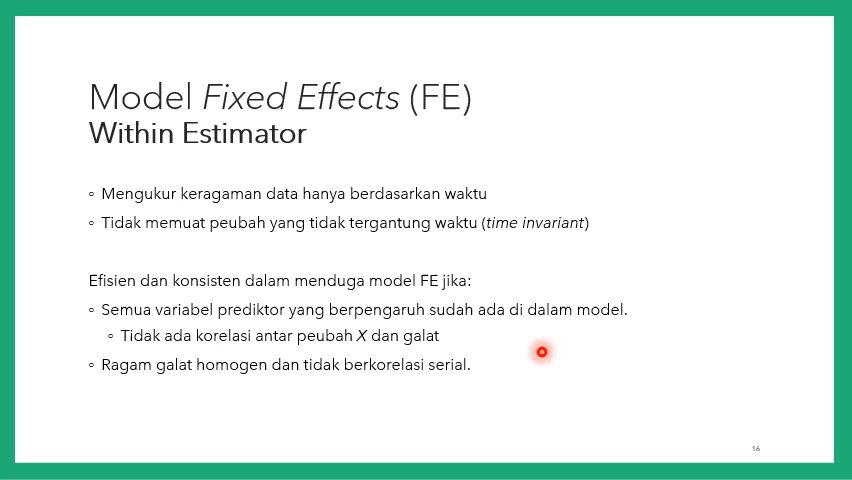 Model Fixed Effects (FE)
Within Estimator
◦ Mengukur keragaman data hanya berdasarkan waktu
◦ Tidak memuat peubah yang tidak tergantung waktu (time invariant)
Efisien dan konsisten dalam menduga model FE jika:
◦ Semua variabel prediktor yang berpengaruh sudah ada di dalam model.
◦ Tidak ada korelasi antar peubah X dan galat
◦ Ragam galat homogen dan tidak berkorelasi serial.
16